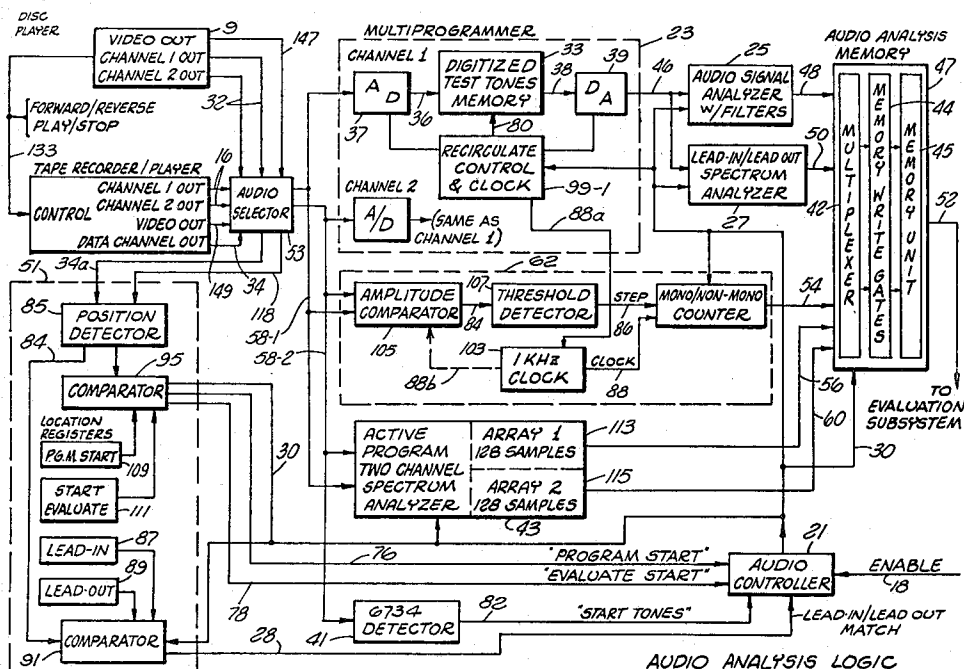 DISC
PLAYER
9
VIDEO OUT
CHANNEL 1 OUT
CHANNEL 2 OUT
147
32
FORWARD/REVERSE
PLAY/STOP
133
TAPE RECORDER/PLAYER
16
CONTROL
CHANNEL 1 OUT
CHANNEL 2 OUT
VIDEO OUT
DATA CHANNEL OUT
AUDIO
SELECTOR
53
149
34
34a
118
MULTIPROGRAMMER
23
CHANNEL 1
A
D
37
36
33
DIGITIZED
TEST TONES
MEMORY
38
39
D
A
46
80
RECIRCULATE
CONTROL
& CLOCK
99-1
CHANNEL 2
A/D
(SAME AS
CHANNEL 1)
88a
25
AUDIO SIGNAL
ANALYZER
W/FILTERS
48
LEAD-IN/LEAD OUT
SPECTRUM
ANALYZER
50
27
AUDIO ANALYSIS
MEMORY
47
44
45
42
MULTIPLEXER
MEMORY WRITE GATES
MEMORY UNIT
52
TO
EVALUATION
SUBSYSTEM
62
58-1
58-2
AMPLITUDE
COMPARATOR
105
107
84
THRESHOLD
DETECTOR
STEP
86
MONO/NON-MONO
COUNTER
54
103
1 KHz
CLOCK
CLOCK
88
88b
56
60
30
51
85
POSITION
DETECTOR
84
95
COMPARATOR
LOCATION
REGISTERS
P.G.M. START
109
START
EVALUATE
111
LEAD-IN
87
LEAD-OUT
89
COMPARATOR
91
30
28
76
78
ACTIVE
PROGRAM
TWO CHANNEL
SPECTRUM
ANALYZER
ARRAY 1
128 SAMPLES
113
ARRAY 2
128 SAMPLES
115
43
"PROGRAM START"
"EVALUATE START"
21
AUDIO
CONTROLLER
ENABLE
18
6734
DETECTOR
41
82
"START TONES"
LEAD-IN/LEAD OUT
MATCH
AUDIO ANALYSIS LOGIC